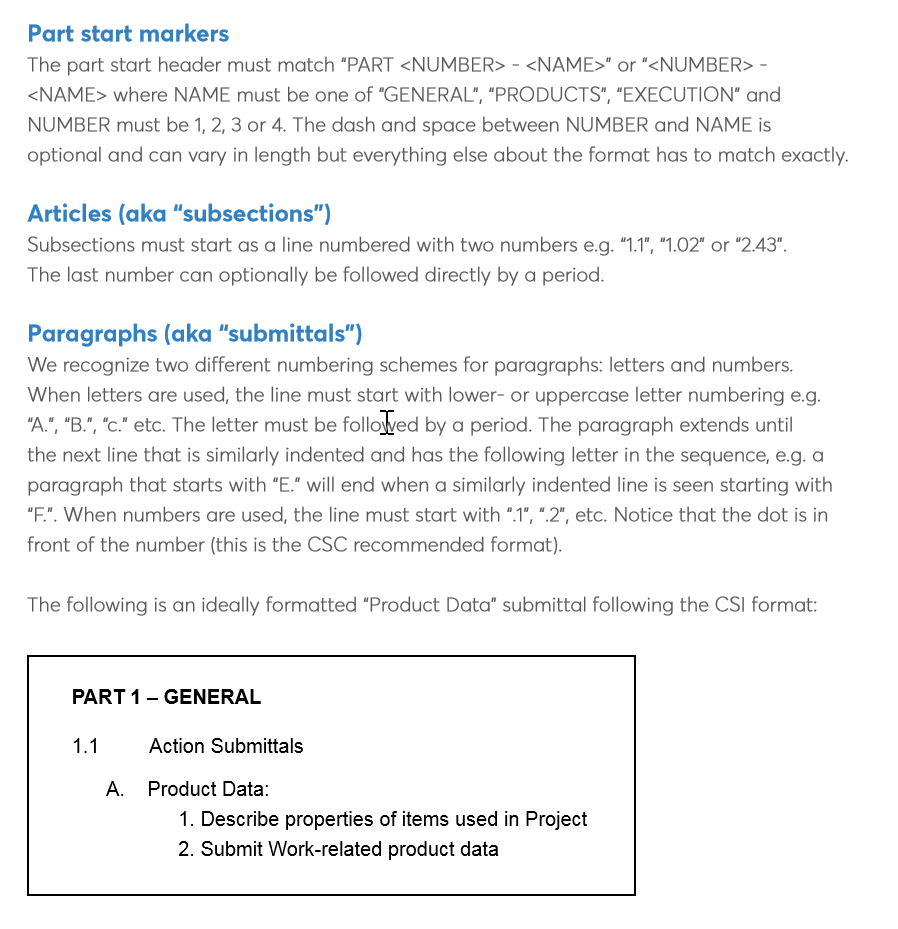 Part start markers
The part start header must match “PART <NUMBER> - <NAME>” or “<NUMBER> -
<NAME> where NAME must be one of “GENERAL”, “PRODUCTS”, “EXECUTION” and
NUMBER must be 1, 2, 3 or 4. The dash and space between NUMBER and NAME is
optional and can vary in length but everything else about the format has to match exactly.
Articles (aka “subsections”)
Subsections must start as a line numbered with two numbers e.g. “1.1”, “1.02” or “2.43”.
The last number can optionally be followed directly by a period.
Paragraphs (aka “submittals”)
We recognize two different numbering schemes for paragraphs: letters and numbers.
When letters are used, the line must start with lower- or uppercase letter numbering e.g.
“A.”, “B.”, “c.” etc. The letter must be followed by a period. The paragraph extends until
the next line that is similarly indented and has the following letter in the sequence, e.g. a
paragraph that starts with “E.” will end when a similarly indented line is seen starting with
“F.”. When numbers are used, the line must start with “.1”, “.2”, etc. Notice that the dot is in
front of the number (this is the CSC recommended format).
The following is an ideally formatted “Product Data” submittal following the CSI format:
PART 1 – GENERAL
1.1 Action Submittals
A. Product Data:
1. Describe properties of items used in Project
2. Submit Work-related product data